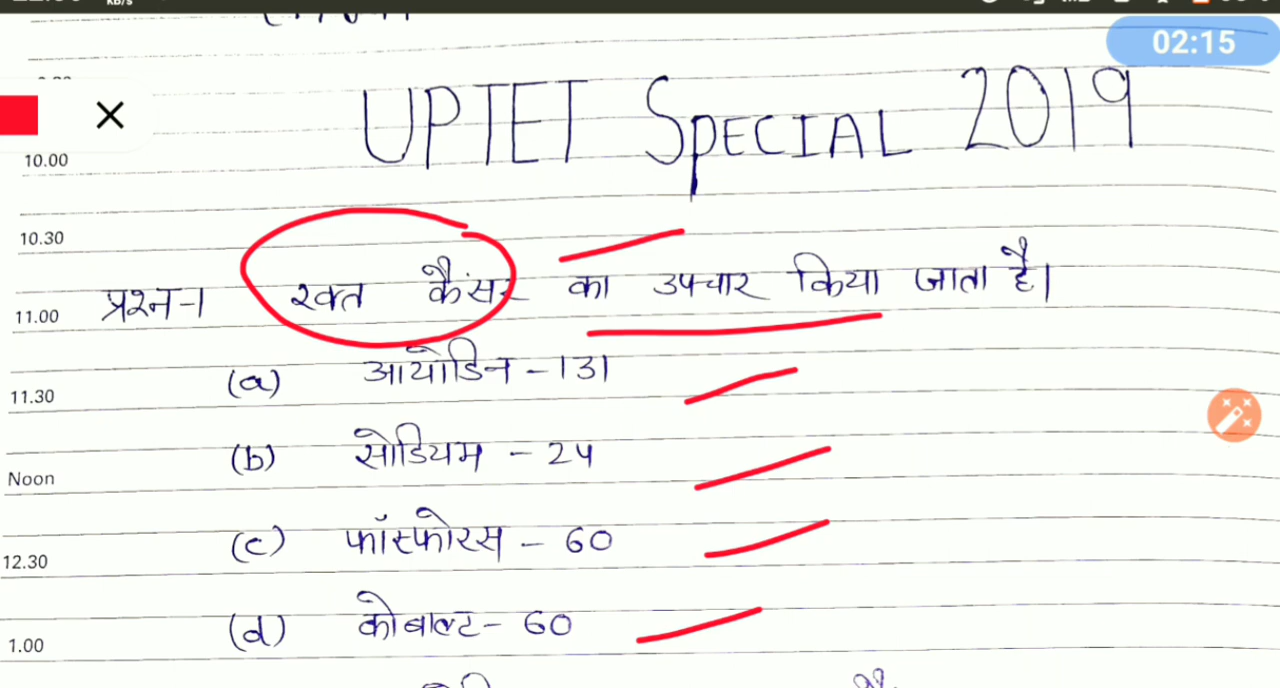 KB/s
02:15
UPTET SPECIAL 2019
10.00
10.30
प्रश्न-1 रक्त कैंसर का उपचार किया जाता है।
11.00
(a) आयोडिन - 131
11.30
(b) सोडियम - 24
Noon
(c) फॉस्फोरस - 60
12.30
(d) कोबाल्ट - 60
1.00